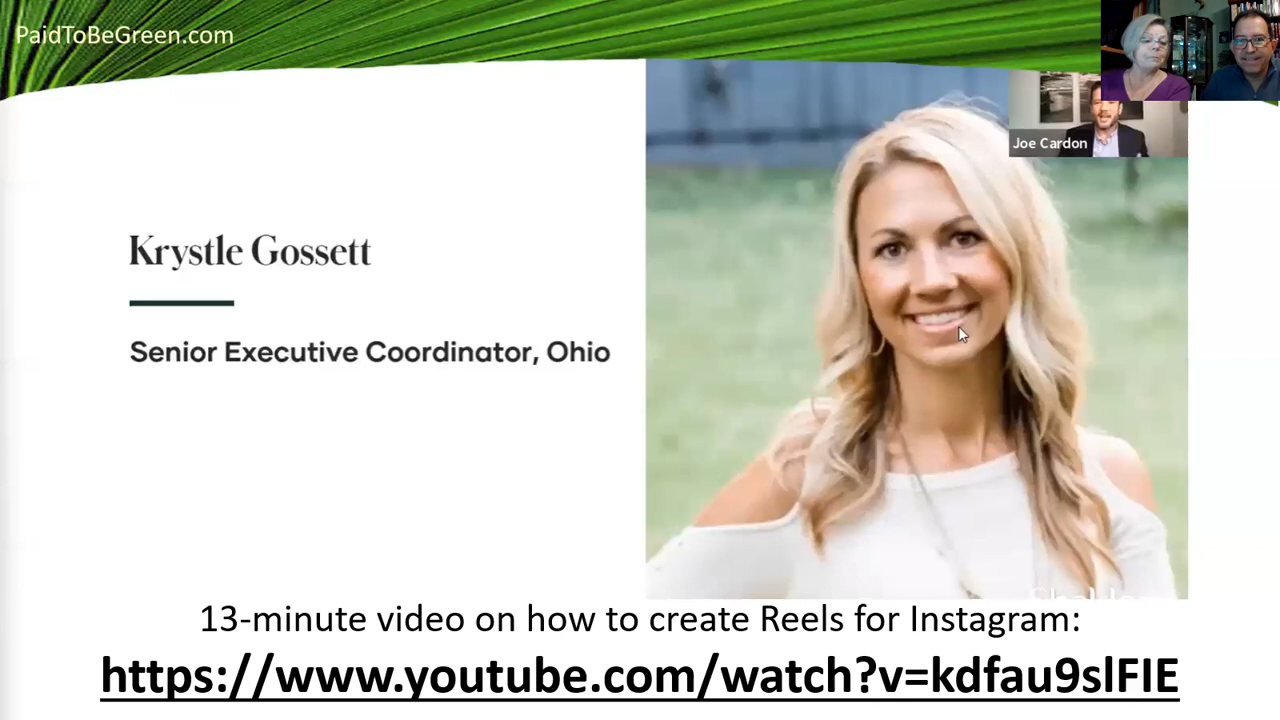 PaidToBeGreen.com
Joe Cardon
Krystle Gossett
Senior Executive Coordinator, Ohio
13-minute video on how to create Reels for Instagram:
https://www.youtube.com/watch?v=kdfau9slFIE